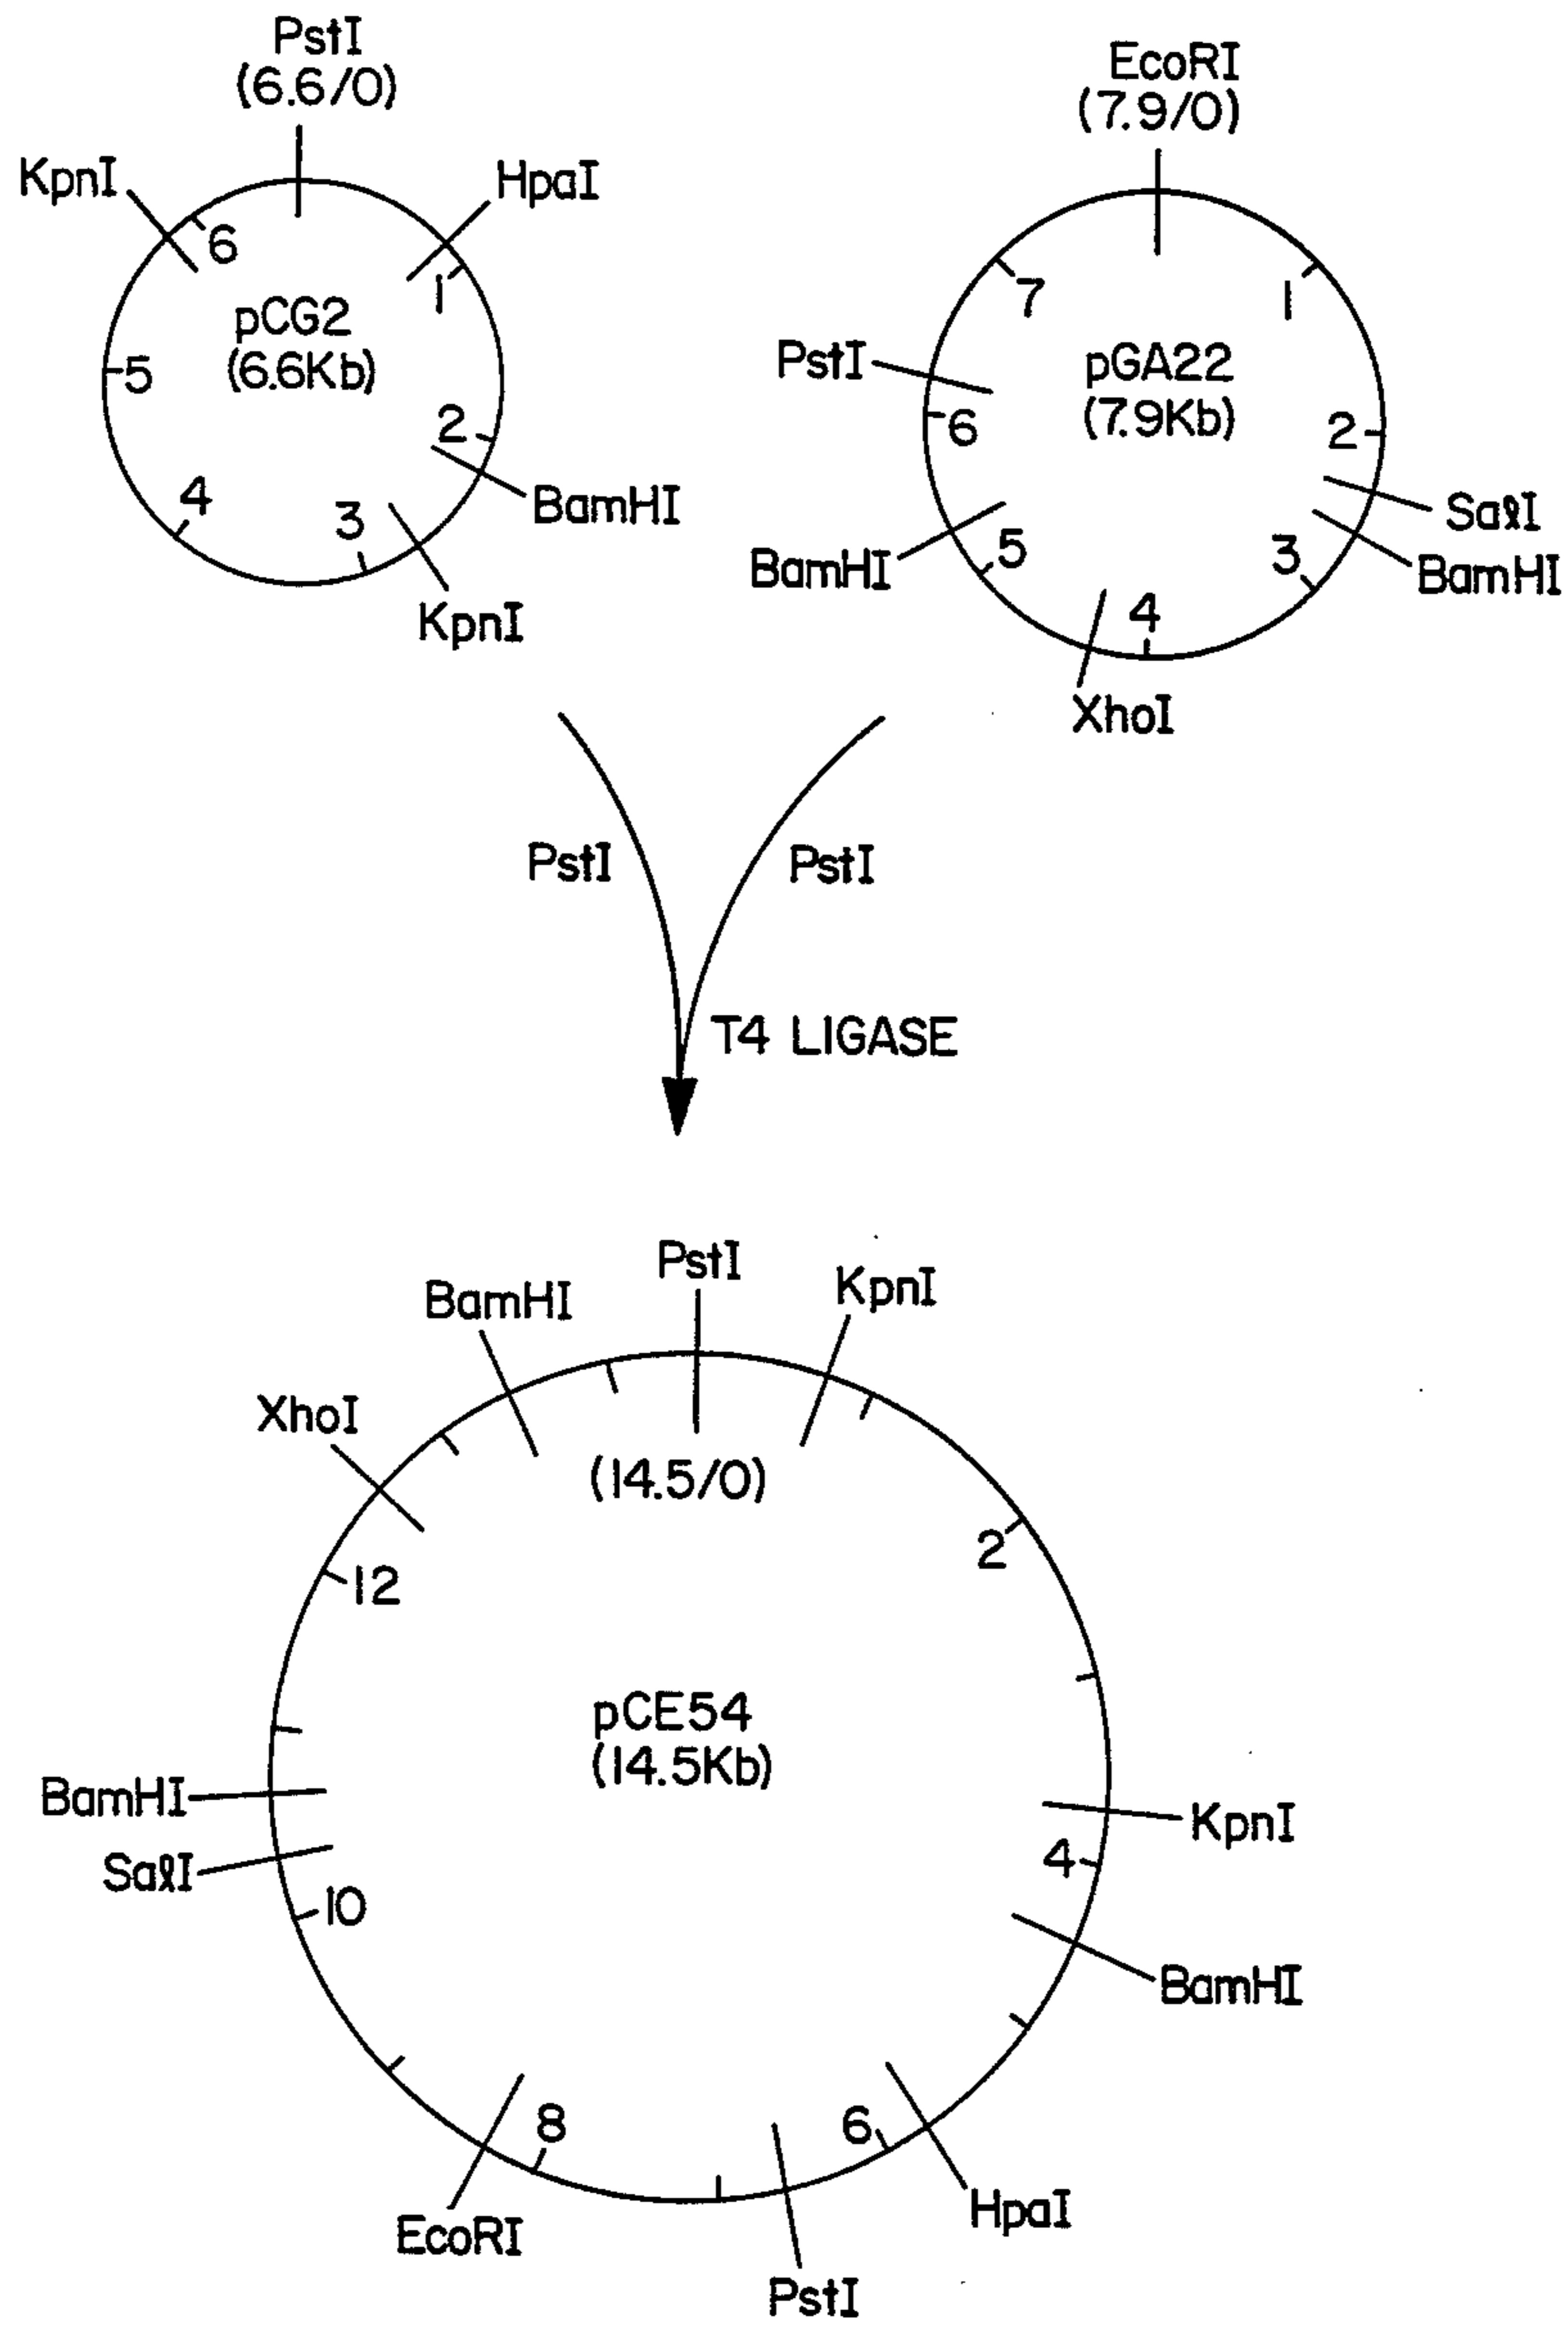 PstI
(6.6/0)
KpnI
HpaI
6
1
pCG2
(6.6Kb)
5
2
BamHI
4
3
KpnI
EcoRI
(7.9/0)
7
1
PstI
pGA22
(7.9Kb)
6
2
SalI
BamHI
5
3
BamHI
4
XhoI
PstI
PstI
T4 LIGASE
PstI
KpnI
BamHI
XhoI
(14.5/0)
2
12
pCE54
(14.5Kb)
BamHI
KpnI
SalI
4
10
BamHI
8
6
HpaI
EcoRI
PstI